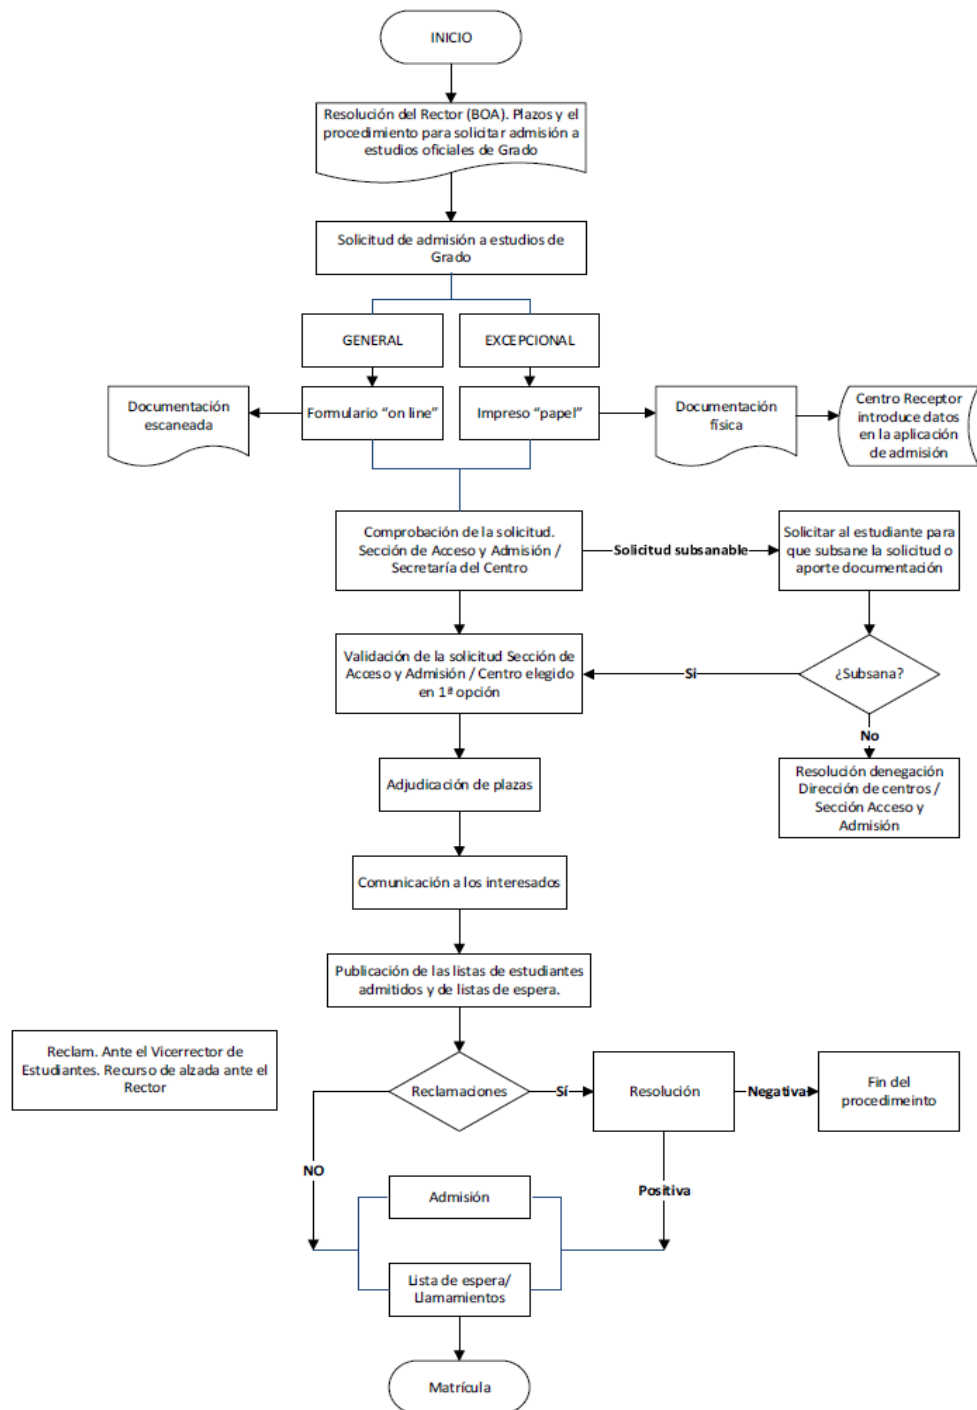 INICIO
Resolución del Rector (BOA). Plazos y el
procedimiento para solicitar admisión a
estudios oficiales de Grado
Solicitud de admisión a estudios de
Grado
GENERAL
EXCEPCIONAL
Documentación
escaneada
Formulario “on line”
Impreso “papel”
Documentación
física
Centro Receptor
introduce datos
en la aplicación
de admisión
Comprobación de la solicitud.
Sección de Acceso y Admisión /
Secretaría del Centro
Solicitud subsanable
Solicitar al estudiante para
que subsane la solicitud o
aporte documentación
Validación de la solicitud Sección de
Acceso y Admisión / Centro elegido
en 1ª opción
Si
¿Subsana?
No
Resolución denegación
Dirección de centros /
Sección Acceso y
Admisión
Adjudicación de plazas
Comunicación a los interesados
Publicación de las listas de estudiantes
admitidos y de listas de espera.
Reclam. Ante el Vicerrector de
Estudiantes. Recurso de alzada ante el
Rector
Reclamaciones
Sí
Resolución
Negativa
Fin del
procedimeinto
NO
Positiva
Admisión
Lista de espera/
Llamamientos
Matrícula